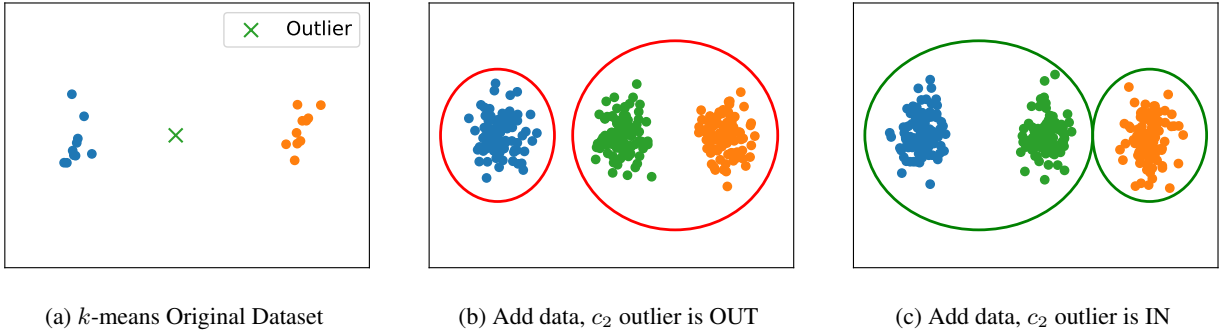 Outlier
(a) k-means Original Dataset
(b) Add data, c₂ outlier is OUT
(c) Add data, c₂ outlier is IN